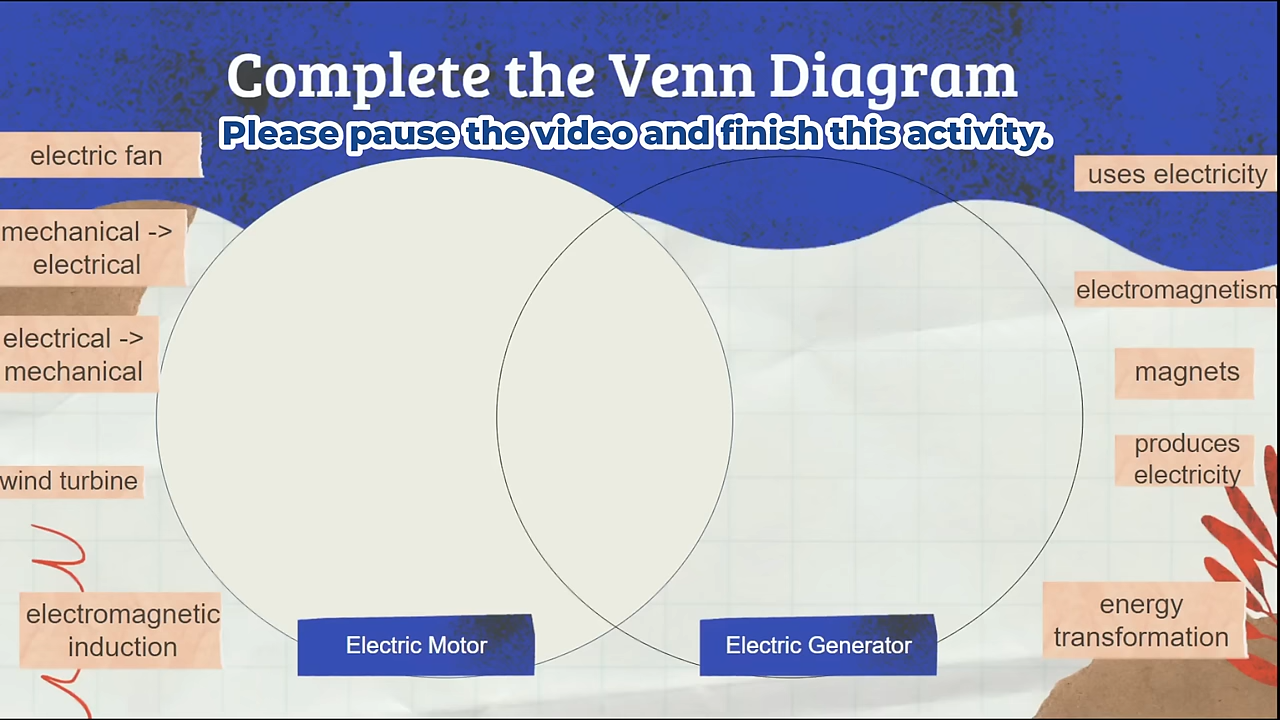 Complete the Venn Diagram
Please pause the video and finish this activity.
electric fan
mechanical ->
electrical
electrical ->
mechanical
wind turbine
electromagnetic
induction
Electric Motor
Electric Generator
uses electricity
electromagnetism
magnets
produces
electricity
energy
transformation